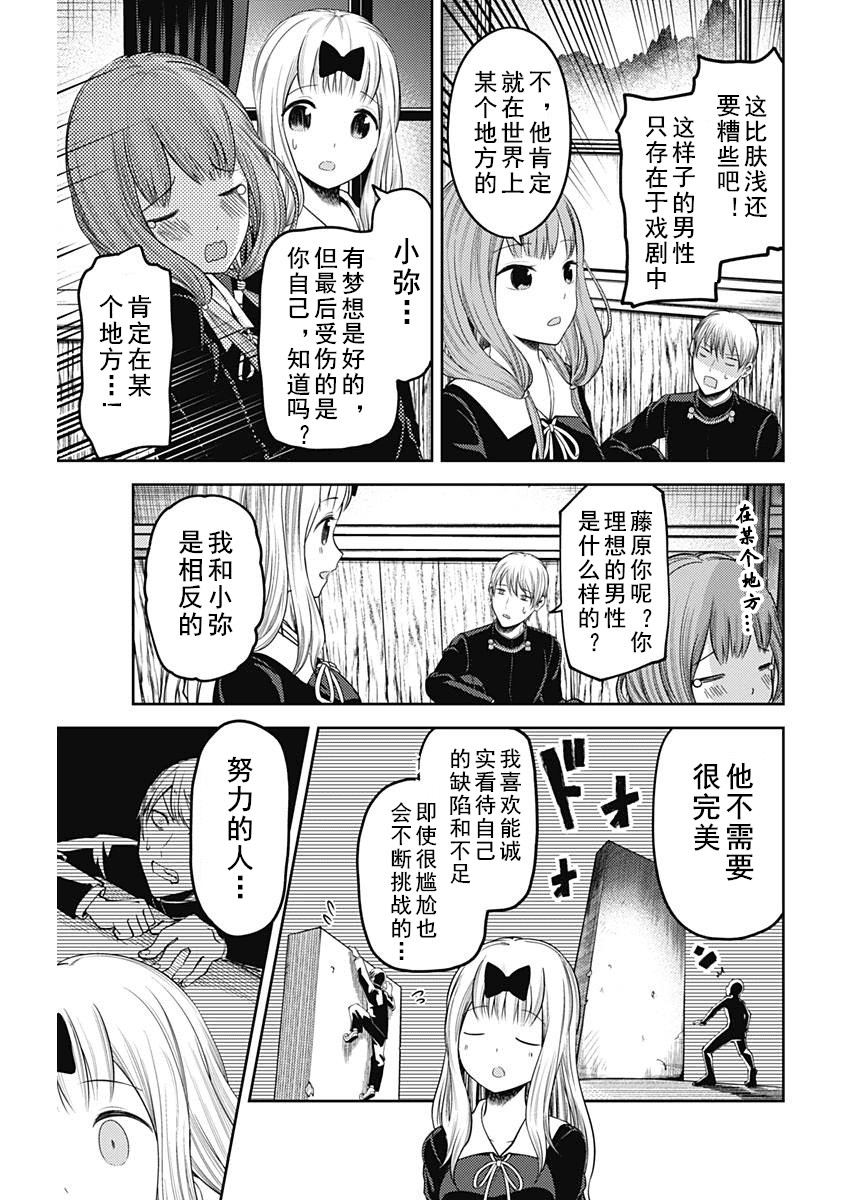 这比肤浅还
要糟些吧！
这样子的男性
只存在于戏剧中
不，他肯定
就在世界上
某个地方的
小弥…
有梦想是好的，
但最后受伤的是
你自己，知道吗？
肯定在某
个地方…！
在某个地方…
藤原你呢？你
理想的男性
是什么样的？
我和小弥
是相反的
他不需要
很完美
ドォォ
我喜欢能诚
实看待自己
的缺陷和不足
即使很尴尬也
会不断挑战的…
努力的人…